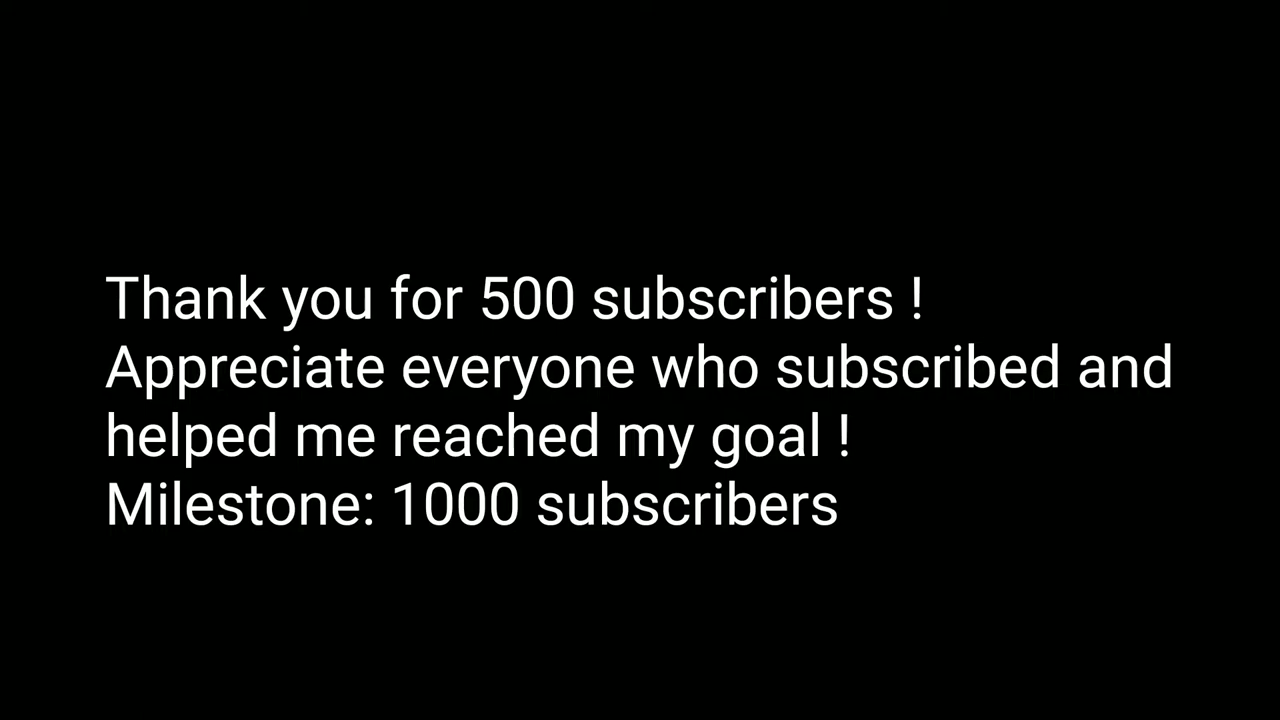 Thank you for 500 subscribers !
Appreciate everyone who subscribed and
helped me reached my goal !
Milestone: 1000 subscribers